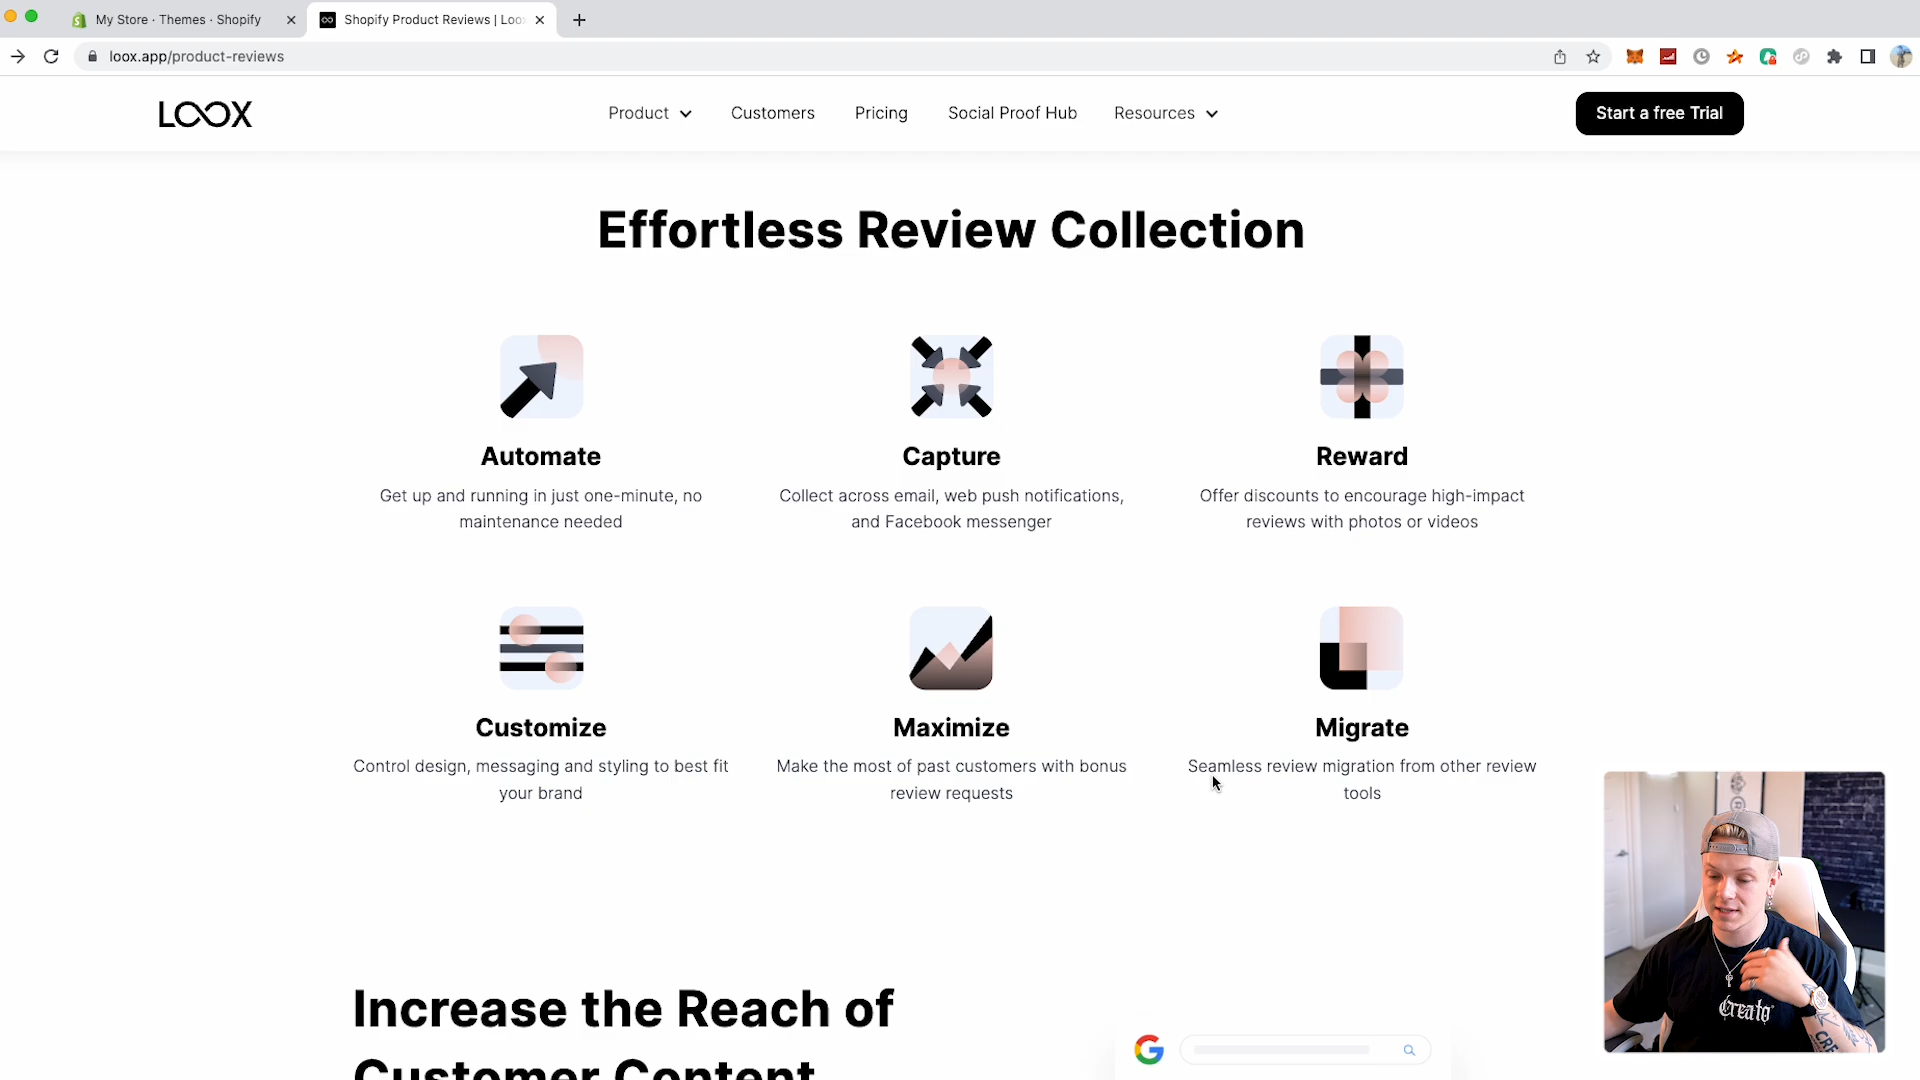 My Store · Themes · Shopify
Shopify Product Reviews | Loo
loox.app/product-reviews
LOOX
Product
Customers
Pricing
Social Proof Hub
Resources
Start a free Trial
Effortless Review Collection
Automate
Get up and running in just one-minute, no
maintenance needed
Capture
Collect across email, web push notifications,
and Facebook messenger
Reward
Offer discounts to encourage high-impact
reviews with photos or videos
Customize
Control design, messaging and styling to best fit
your brand
Maximize
Make the most of past customers with bonus
review requests
Migrate
Seamless review migration from other review
tools
Increase the Reach of
Customer Content
G
Create
CRE